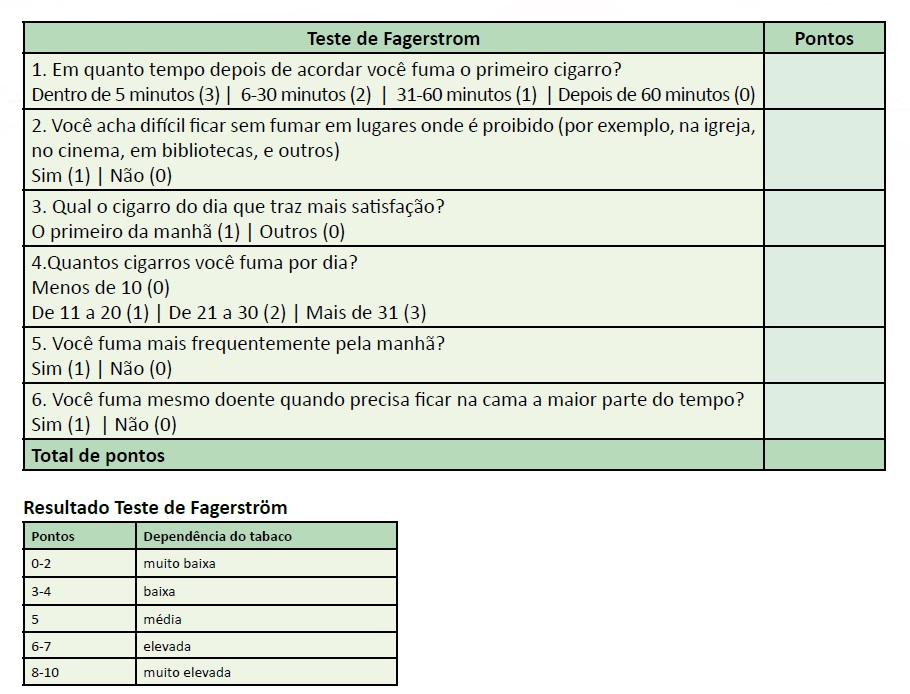 Teste de Fagerstrom | Pontos
1. Em quanto tempo depois de acordar você fuma o primeiro cigarro?
Dentro de 5 minutos (3) | 6-30 minutos (2) | 31-60 minutos (1) | Depois de 60 minutos (0)
2. Você acha difícil ficar sem fumar em lugares onde é proibido (por exemplo, na igreja,
no cinema, em bibliotecas, e outros)
Sim (1) | Não (0)
3. Qual o cigarro do dia que traz mais satisfação?
O primeiro da manhã (1) | Outros (0)
4.Quantos cigarros você fuma por dia?
Menos de 10 (0)
De 11 a 20 (1) | De 21 a 30 (2) | Mais de 31 (3)
5. Você fuma mais frequentemente pela manhã?
Sim (1) | Não (0)
6. Você fuma mesmo doente quando precisa ficar na cama a maior parte do tempo?
Sim (1) | Não (0)
Total de pontos
Resultado Teste de Fagerström
Pontos | Dependência do tabaco
0-2 | muito baixa
3-4 | baixa
5 | média
6-7 | elevada
8-10 | muito elevada